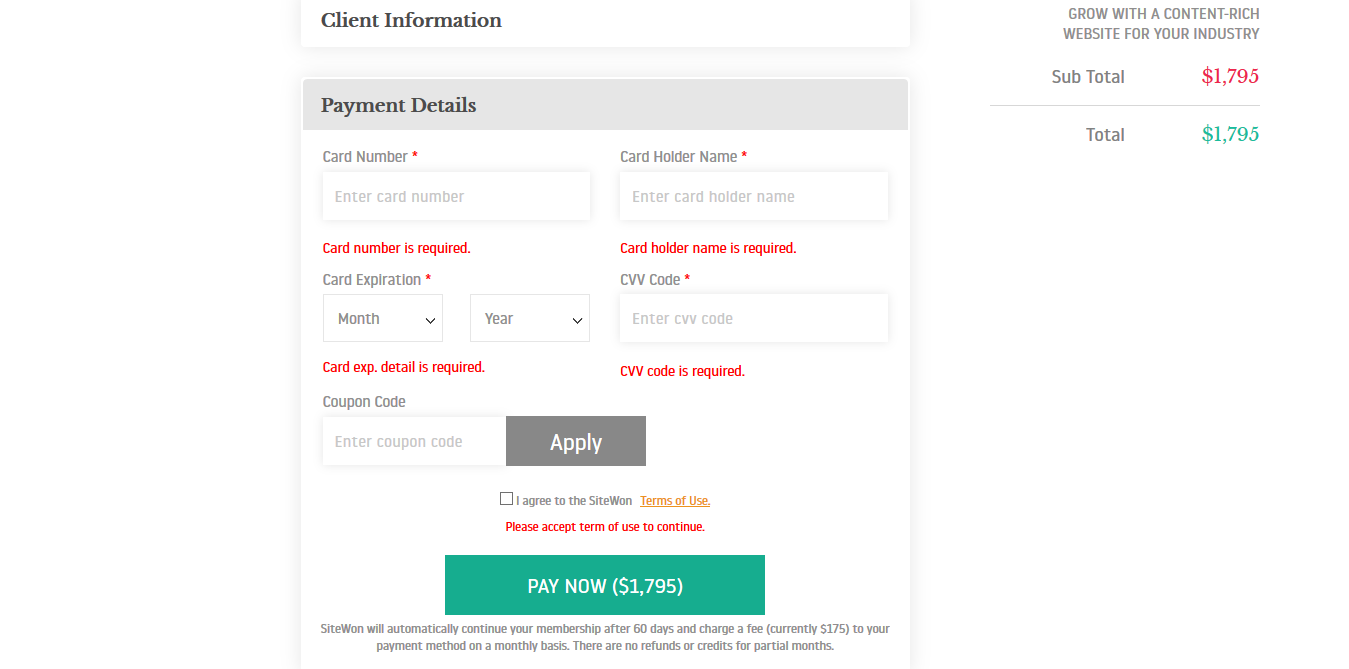 Client Information
GROW WITH A CONTENT-RICH
WEBSITE FOR YOUR INDUSTRY
Sub Total $1,795
Total $1,795
Payment Details
Card Number * Card Holder Name *
Enter card number Enter card holder name
Card number is required. Card holder name is required.
Card Expiration * CVV Code *
Month Year Enter cvv code
Card exp. detail is required. CVV code is required.
Coupon Code
Enter coupon code Apply
I agree to the SiteWon Terms of Use.
Please accept term of use to continue.
PAY NOW ($1,795)
SiteWon will automatically continue your membership after 60 days and charge a fee (currently $175) to your
payment method on a monthly basis. There are no refunds or credits for partial months.